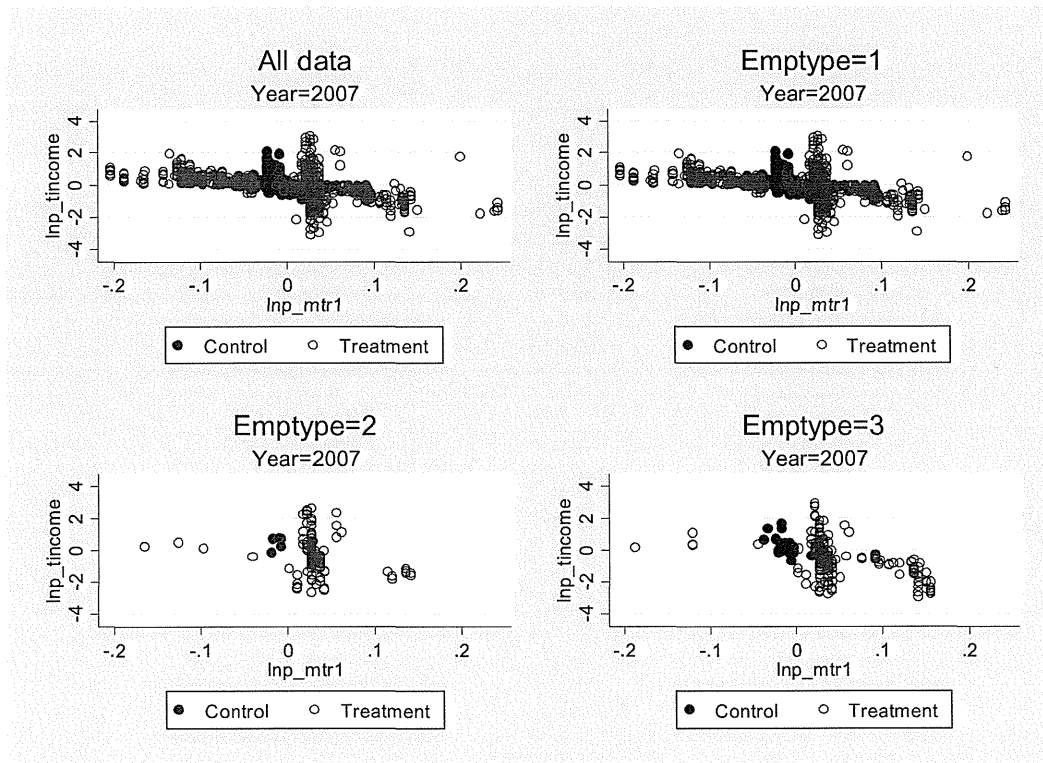 All data
Year=2007
lnp_tincome
4
2
0
-2
-4
-.2
-.1
0
.1
.2
lnp_mtr1
Control
Treatment
Emptype=1
Year=2007
lnp_tincome
4
2
0
-2
-4
-.2
-.1
0
.1
.2
lnp_mtr1
Control
Treatment
Emptype=2
Year=2007
lnp_tincome
4
2
0
-2
-4
-.2
-.1
0
.1
.2
lnp_mtr1
Control
Treatment
Emptype=3
Year=2007
lnp_tincome
4
2
0
-2
-4
-.2
-.1
0
.1
.2
lnp_mtr1
Control
Treatment